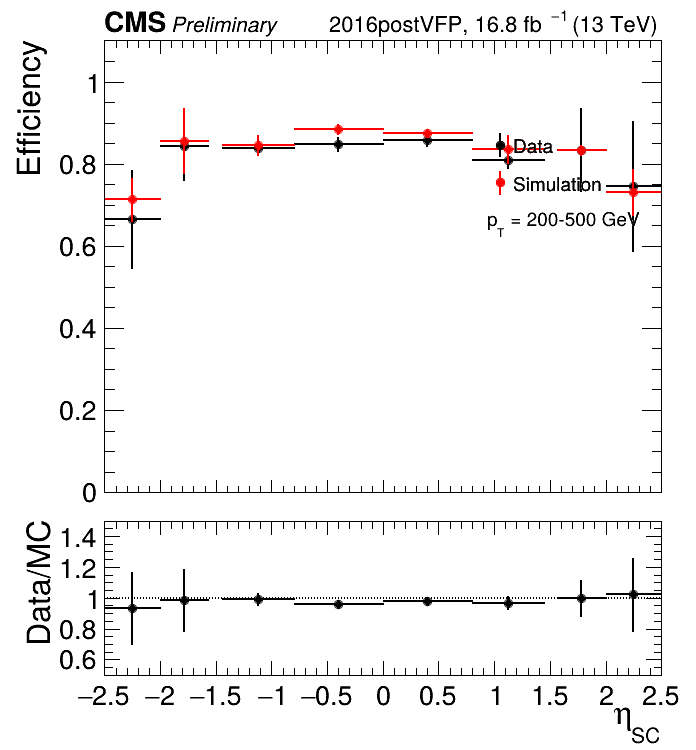 CMS Preliminary 2016postVFP, 16.8 fb⁻¹ (13 TeV)
Efficiency
1
0.8
0.6
0.4
0.2
0
Data
Simulation
p_T = 200-500 GeV
Data/MC
1.4
1.2
1
0.8
0.6
−2.5 −2 −1.5 −1 −0.5 0 0.5 1 1.5 2 2.5
η_SC